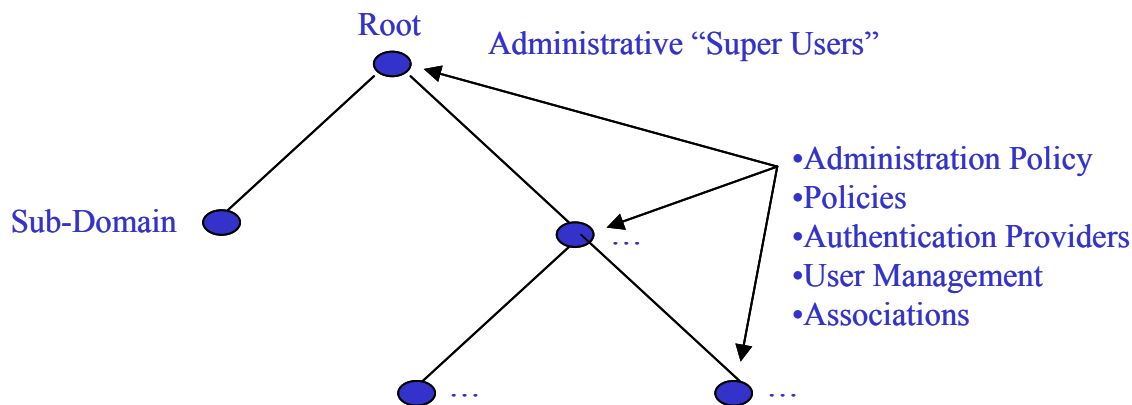 Root
Administrative “Super Users”
•Administration Policy
•Policies
•Authentication Providers
•User Management
•Associations
Sub-Domain
…
…
…